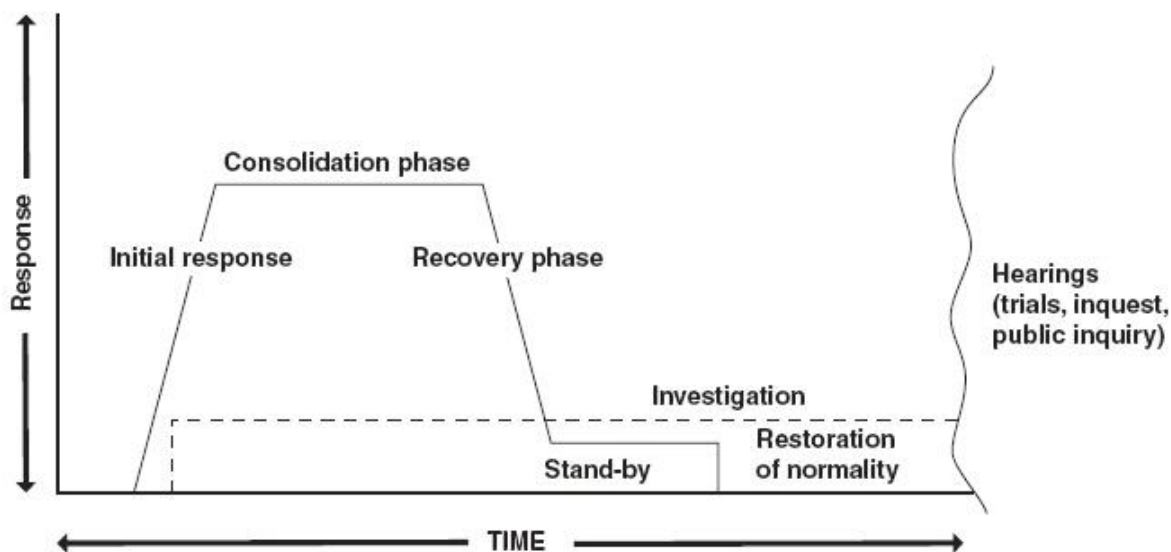 Response
Consolidation phase
Initial response
Recovery phase
Hearings
(trials, inquest,
public inquiry)
Investigation
Restoration
of normality
Stand-by
TIME